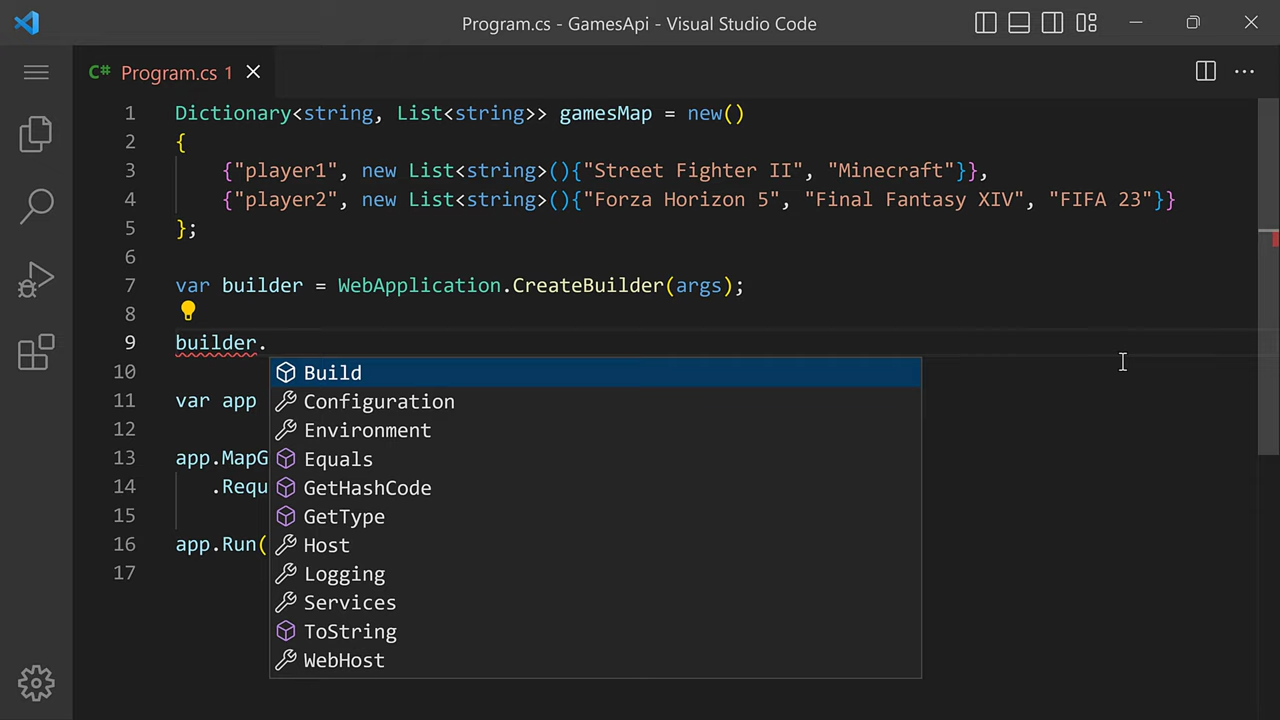 Program.cs - GamesApi - Visual Studio Code
C# Program.cs 1
1 Dictionary<string, List<string>> gamesMap = new()
2 {
3 {"player1", new List<string>(){"Street Fighter II", "Minecraft"}},
4 {"player2", new List<string>(){"Forza Horizon 5", "Final Fantasy XIV", "FIFA 23"}}
5 };
6
7 var builder = WebApplication.CreateBuilder(args);
8
9 builder.
Build
10
Configuration
11 var app
Environment
12
Equals
13 app.MapG
GetHashCode
14 .Requ
GetType
15
Host
16 app.Run(
Logging
17
Services
ToString
WebHost